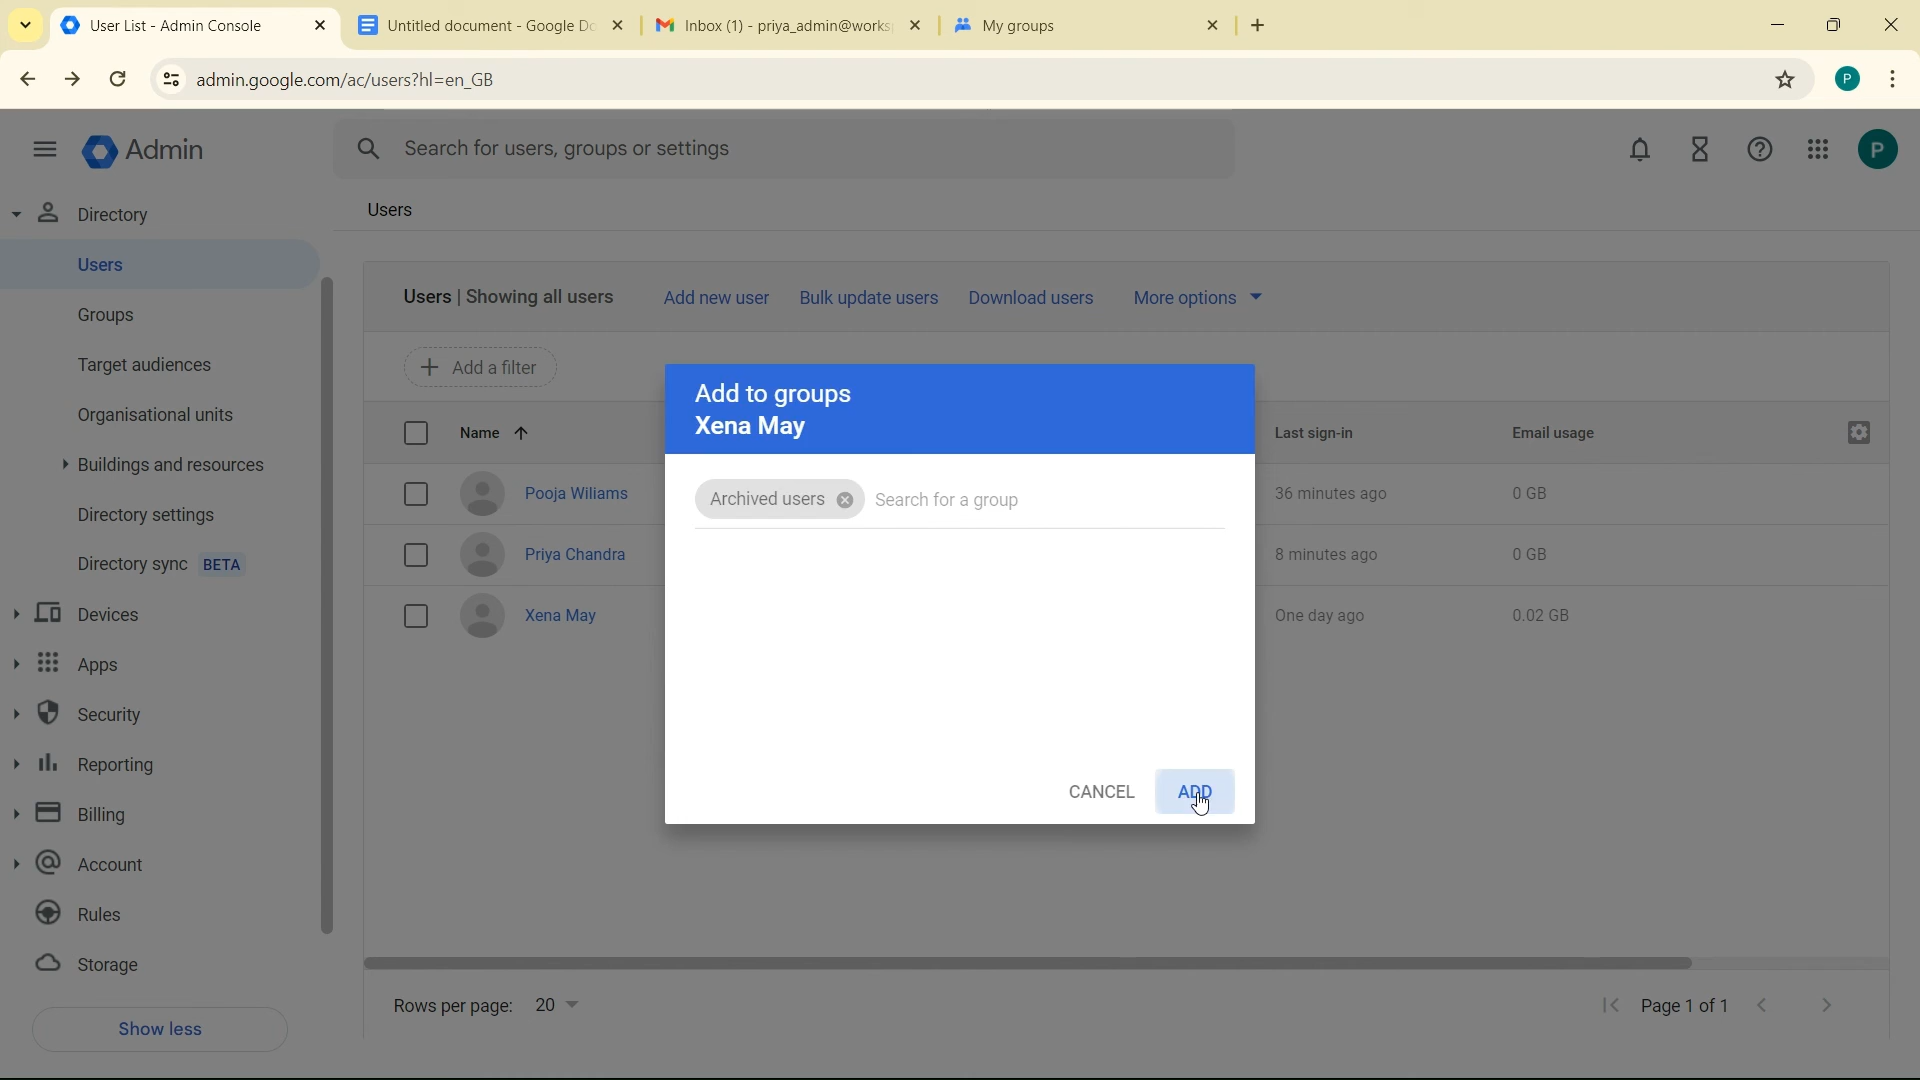 User List - Admin Console
Untitled document - Google Do
Inbox (1) - priya_admin@works
My groups
admin.google.com/ac/users?hl=en_GB
P
Admin
Search for users, groups or settings
P
Directory
Users
Users
Groups
Target audiences
Organisational units
Buildings and resources
Directory settings
Directory sync BETA
Devices
Apps
Security
Reporting
Billing
Account
Rules
Storage
Show less
Users | Showing all users
Add new user
Bulk update users
Download users
More options
Add a filter
Name
Last sign-in
Email usage
Pooja Wiliams
36 minutes ago
0 GB
Priya Chandra
8 minutes ago
0 GB
Xena May
One day ago
0.02 GB
Add to groups
Xena May
Archived users
Search for a group
CANCEL
ADD
Rows per page: 20
Page 1 of 1